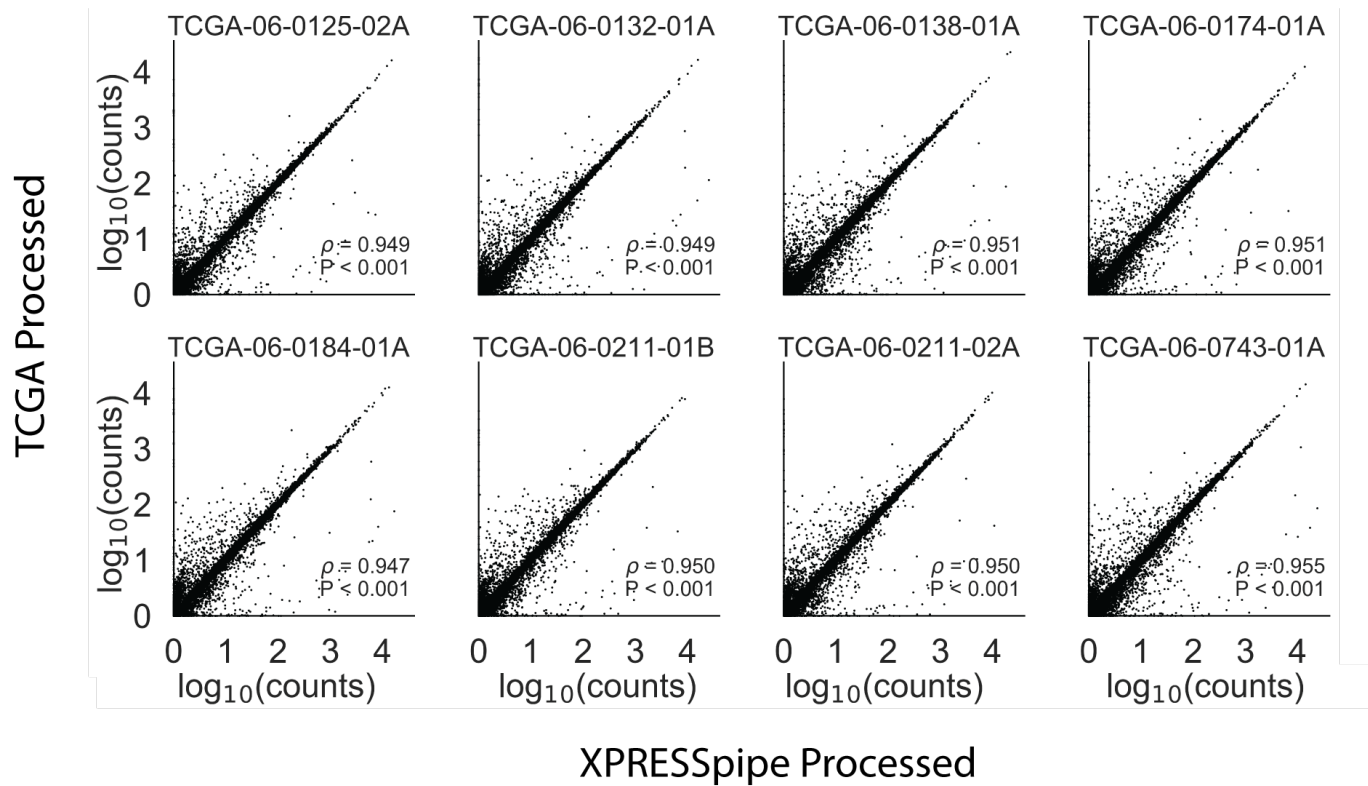 TCGA Processed
TCGA-06-0125-02A
TCGA-06-0132-01A
TCGA-06-0138-01A
TCGA-06-0174-01A
log10(counts)
4
3
2
1
0
ρ = 0.949
P < 0.001
ρ = 0.949
P < 0.001
ρ = 0.951
P < 0.001
ρ = 0.951
P < 0.001
TCGA-06-0184-01A
TCGA-06-0211-01B
TCGA-06-0211-02A
TCGA-06-0743-01A
log10(counts)
4
3
2
1
0
ρ = 0.947
P < 0.001
ρ = 0.950
P < 0.001
ρ = 0.950
P < 0.001
ρ = 0.955
P < 0.001
0 1 2 3 4
0 1 2 3 4
0 1 2 3 4
0 1 2 3 4
log10(counts)
log10(counts)
log10(counts)
log10(counts)
XPRESSpipe Processed